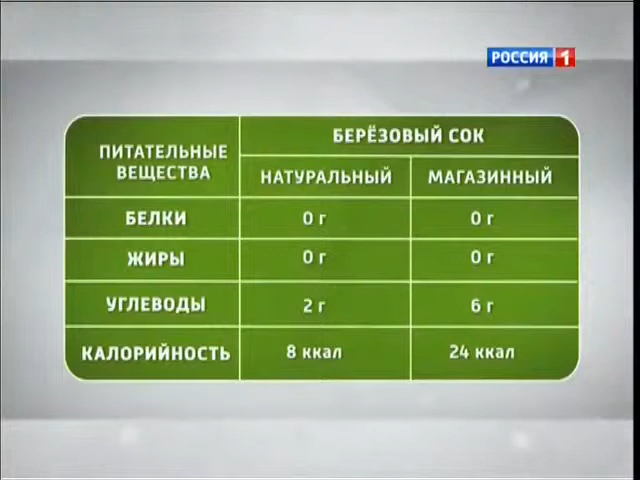 РОССИЯ 1
ПИТАТЕЛЬНЫЕ
ВЕЩЕСТВА
БЕРЁЗОВЫЙ СОК
НАТУРАЛЬНЫЙ МАГАЗИННЫЙ
БЕЛКИ 0 г 0 г
ЖИРЫ 0 г 0 г
УГЛЕВОДЫ 2 г 6 г
КАЛОРИЙНОСТЬ 8 ккал 24 ккал